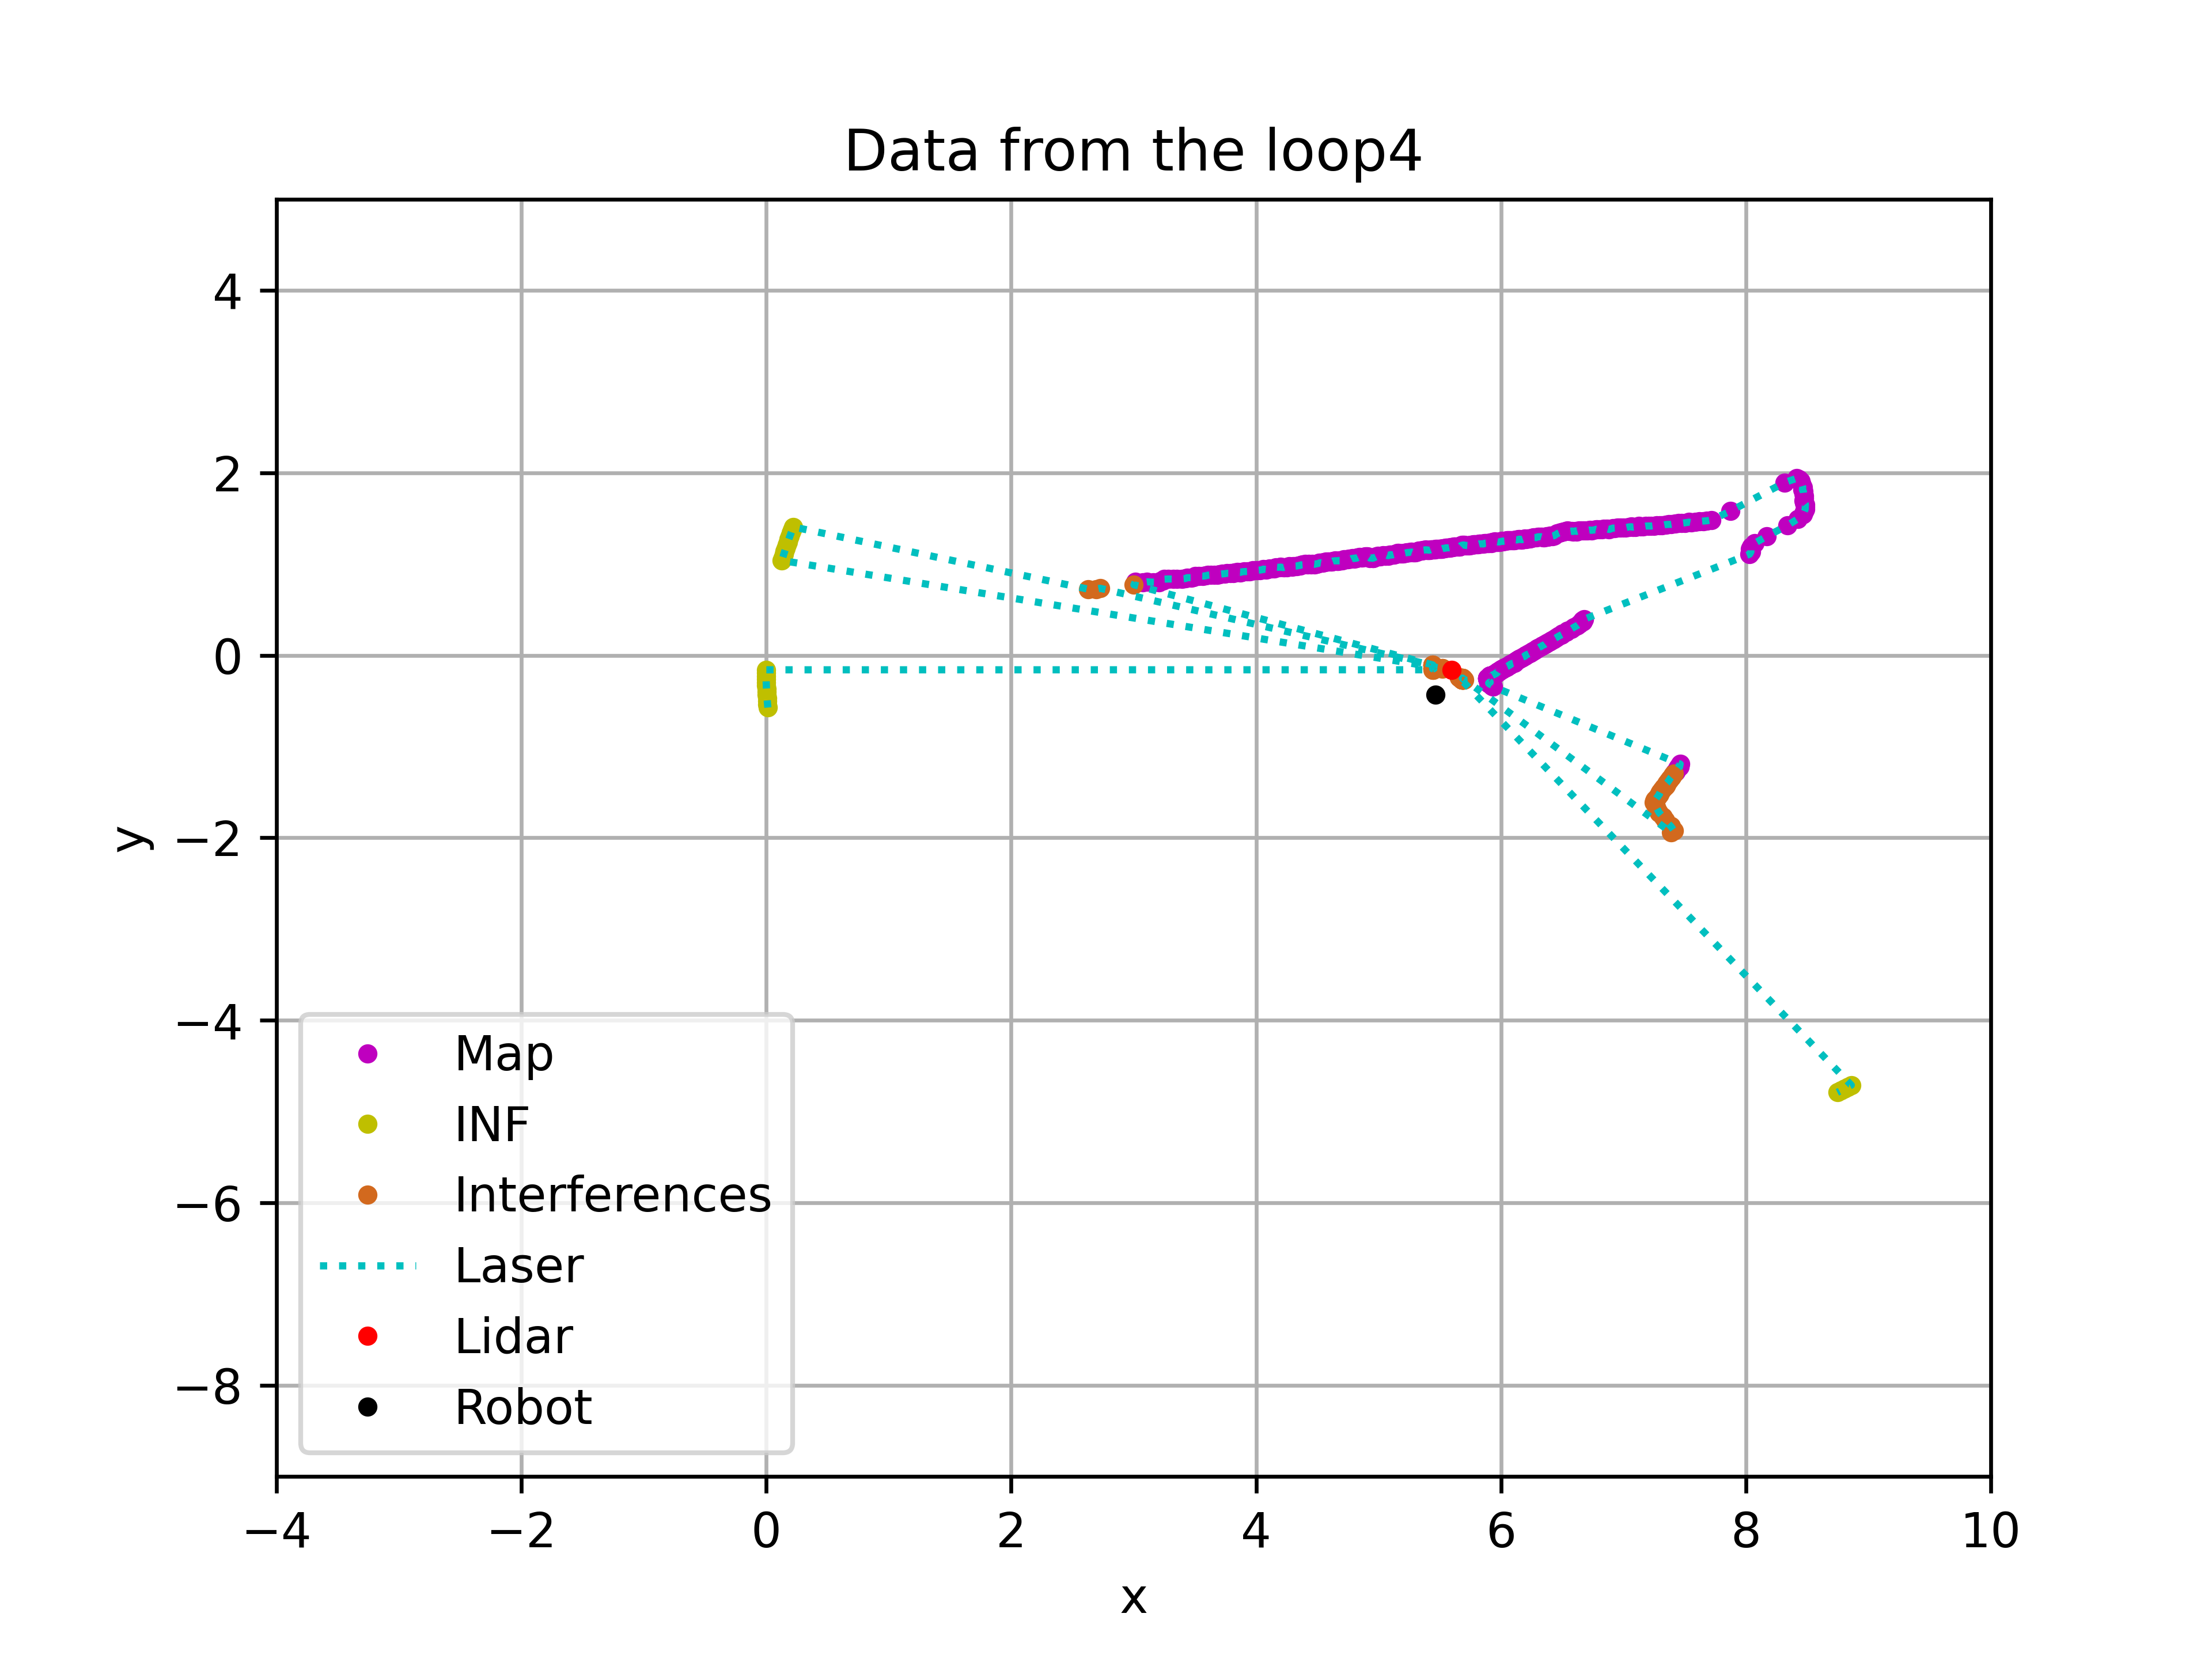 Data from the loop4
4
2
0
−2
−4
−6
−8
y
Map
INF
Interferences
Laser
Lidar
Robot
−4 −2 0 2 4 6 8 10
x